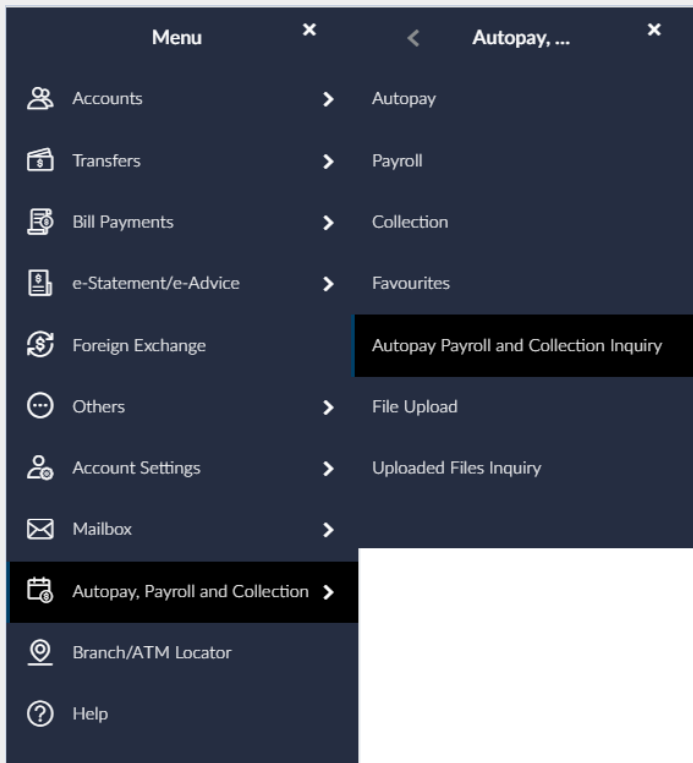 Menu
Accounts
Transfers
Bill Payments
e-Statement/e-Advice
Foreign Exchange
Others
Account Settings
Mailbox
Autopay, Payroll and Collection
Branch/ATM Locator
Help
Autopay, ...
Autopay
Payroll
Collection
Favourites
Autopay Payroll and Collection Inquiry
File Upload
Uploaded Files Inquiry